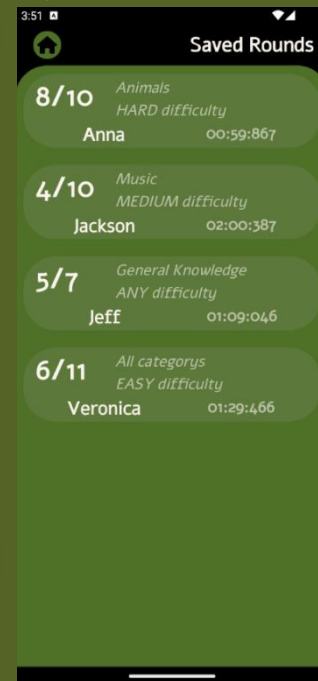 3:51
Saved Rounds
8/10
Animals
HARD difficulty
Anna 00:59:867
4/10
Music
MEDIUM difficulty
Jackson 02:00:387
5/7
General Knowledge
ANY difficulty
Jeff 01:09:046
6/11
All categorys
EASY difficulty
Veronica 01:29:466